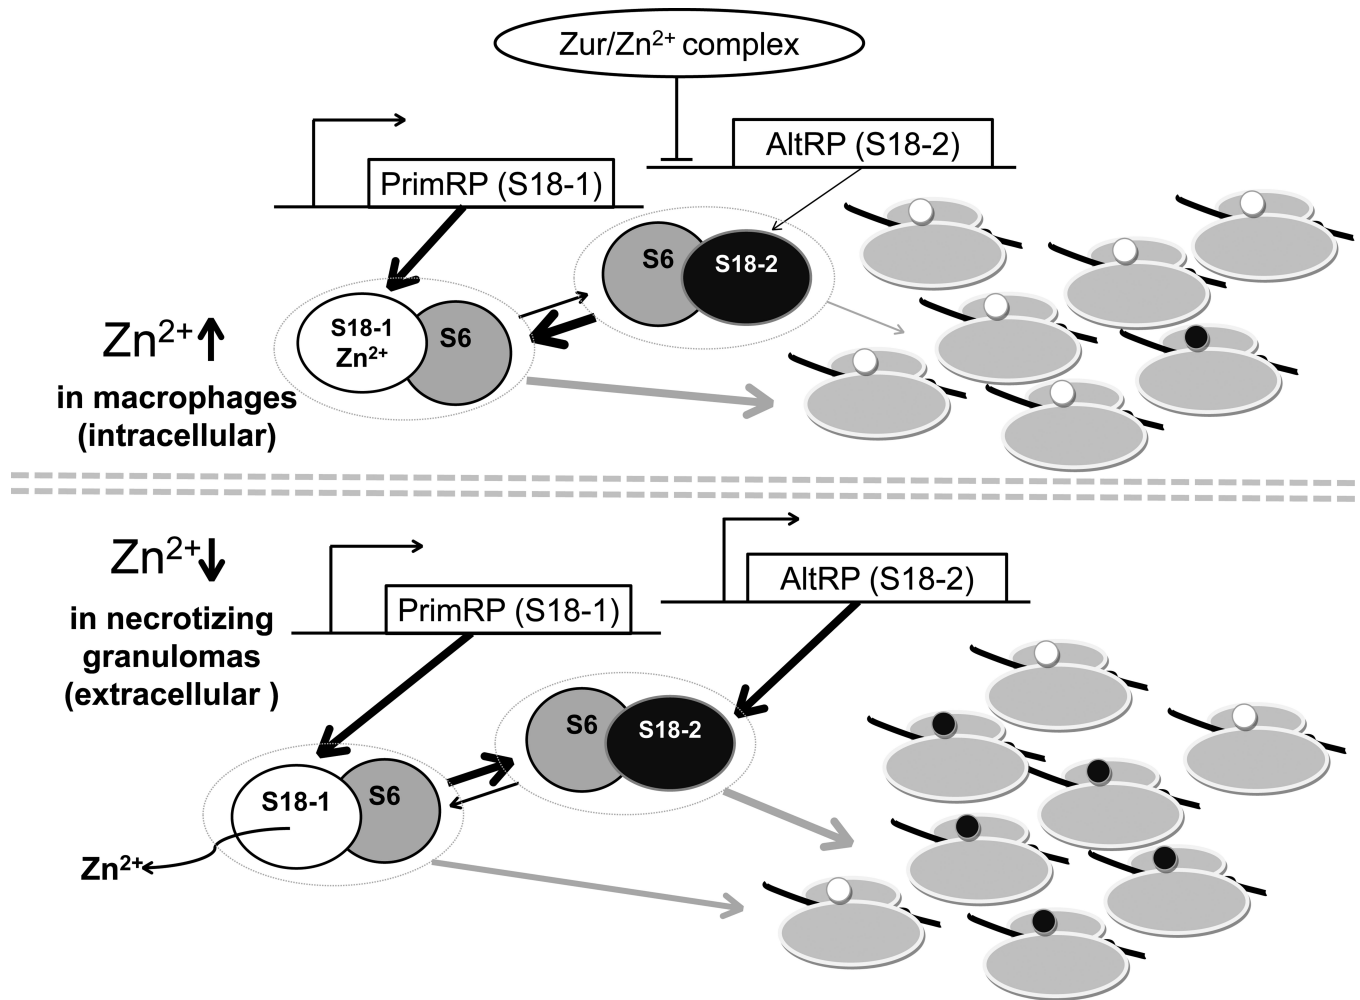 Zur/Zn²⁺ complex
AltRP (S18-2)
PrimRP (S18-1)
S6
S18-2
S18-1
Zn²⁺
S6
Zn²⁺↑
in macrophages
(intracellular)
Zn²⁺↓
in necrotizing
granulomas
(extracellular )
AltRP (S18-2)
PrimRP (S18-1)
S6
S18-2
S18-1
S6
Zn²⁺